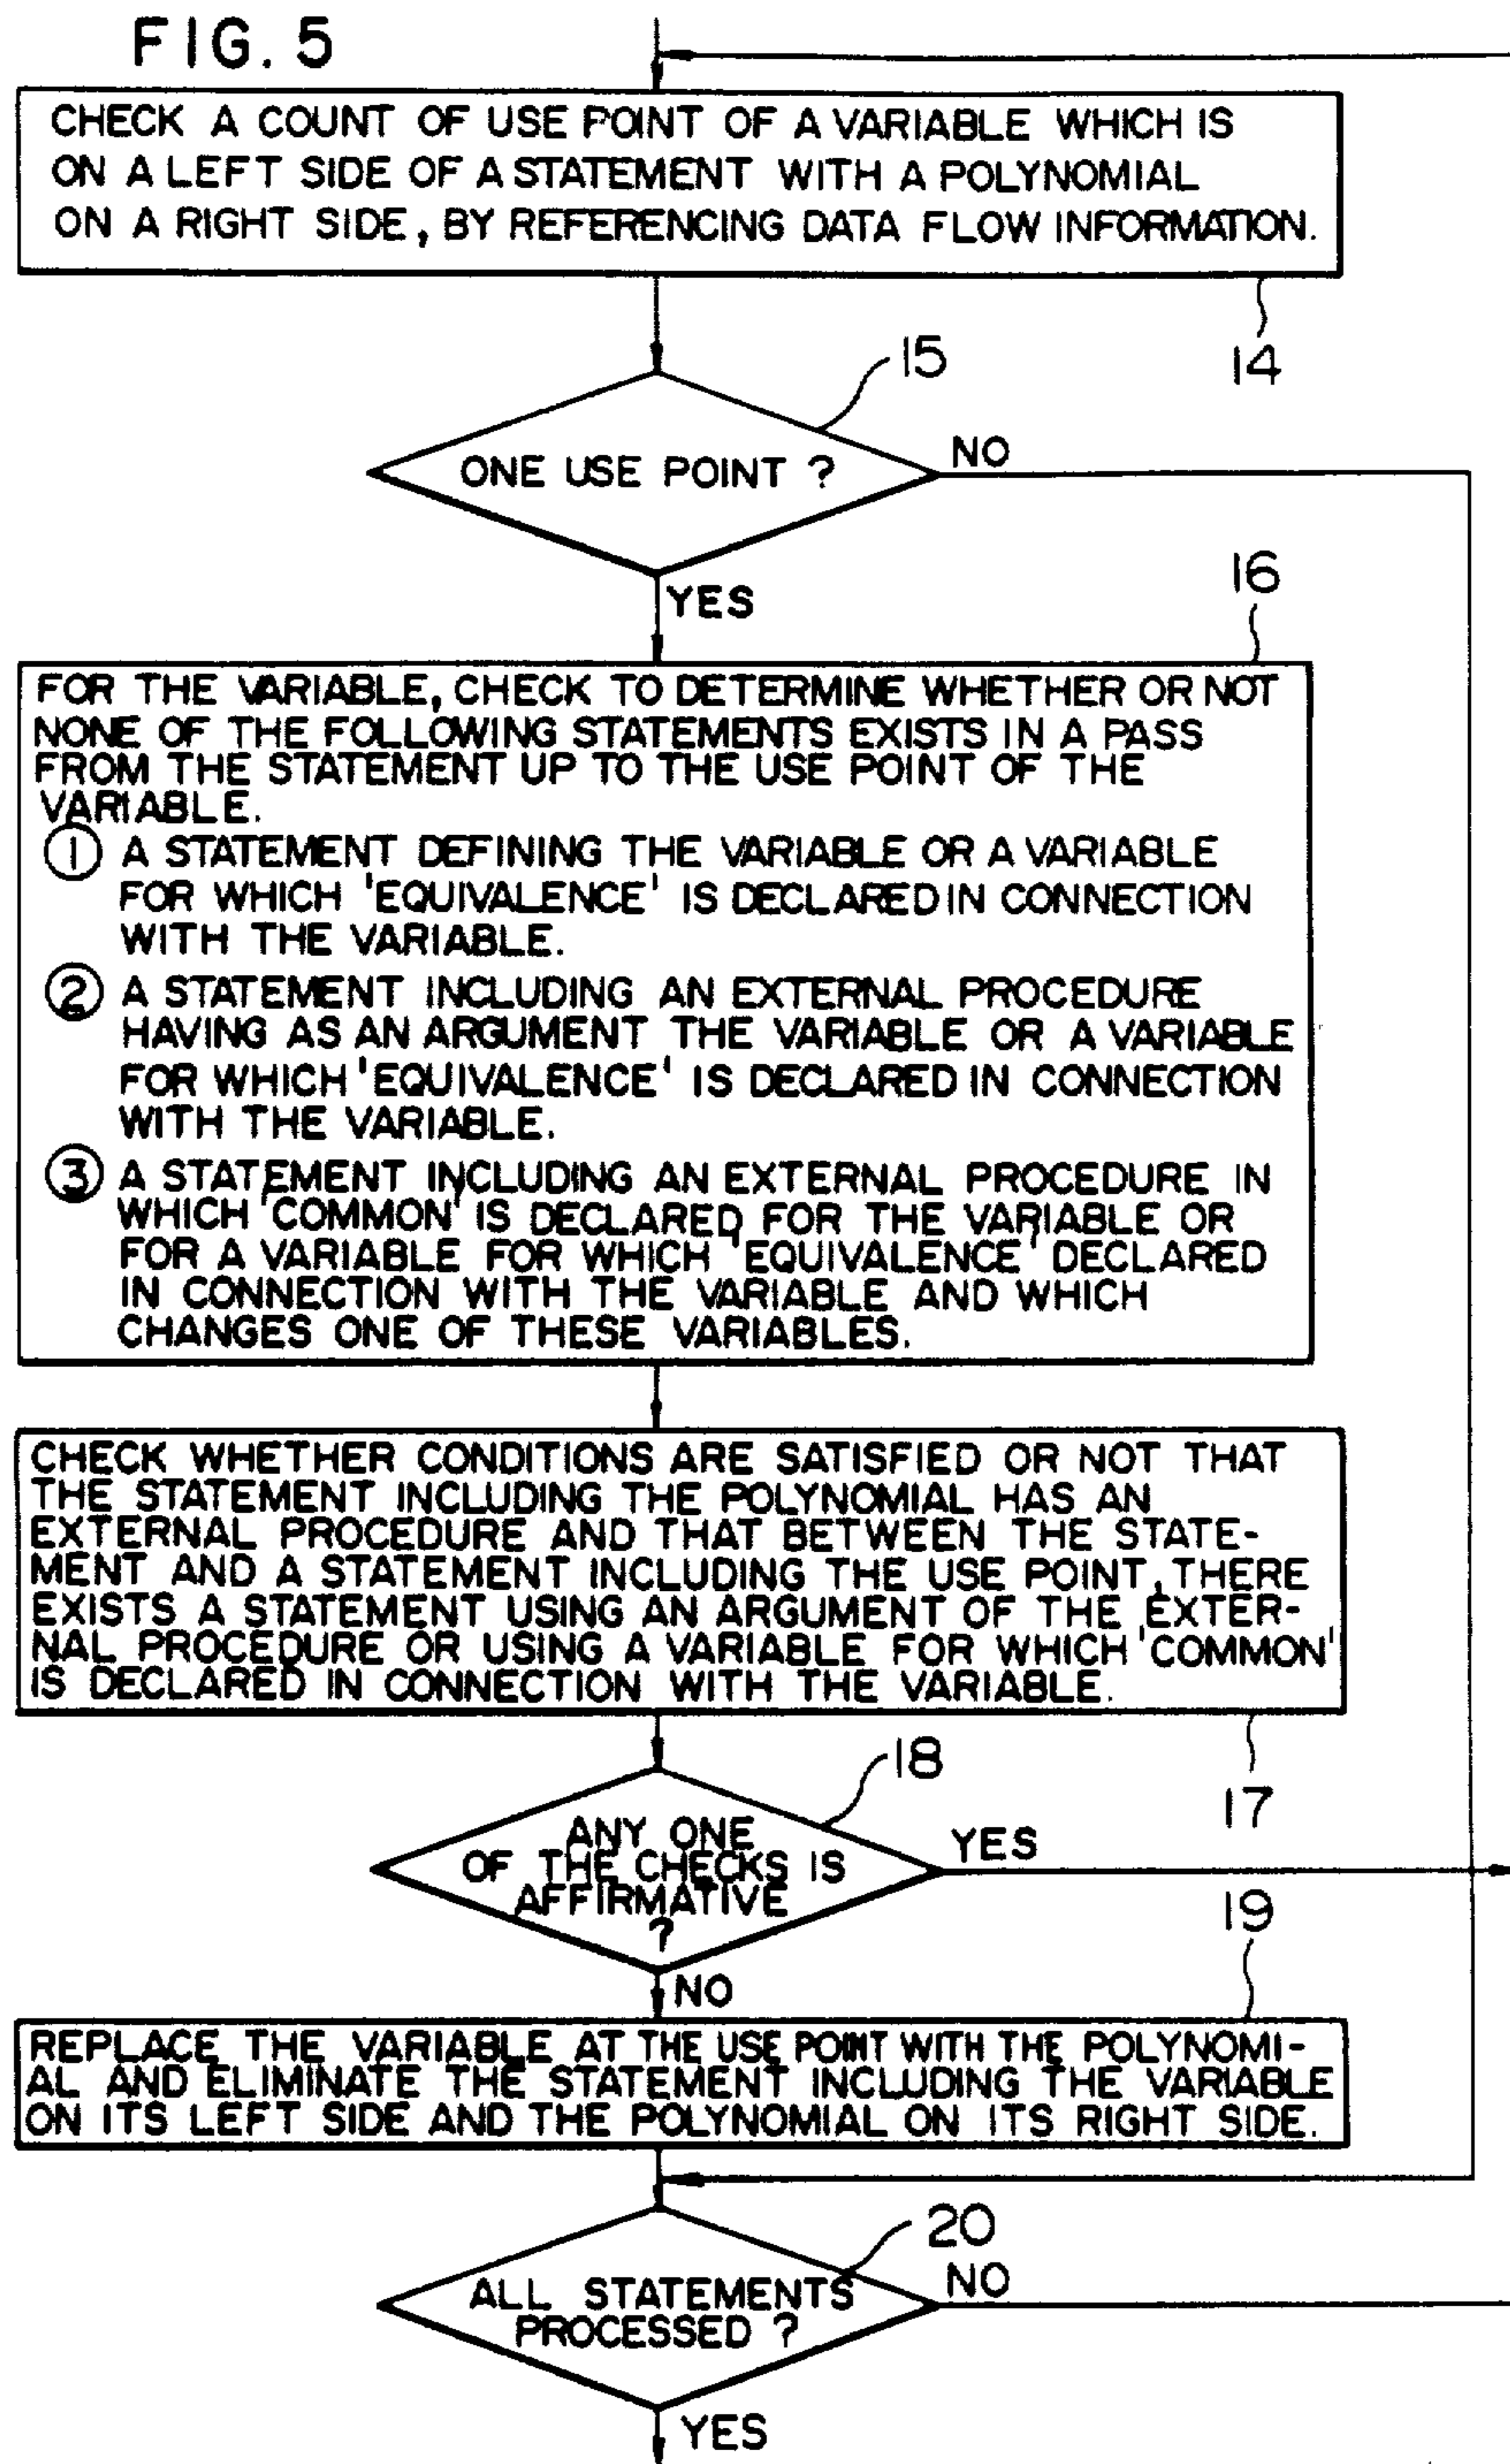 FIG. 5
CHECK A COUNT OF USE POINT OF A VARIABLE WHICH IS
ON A LEFT SIDE OF A STATEMENT WITH A POLYNOMIAL
ON A RIGHT SIDE, BY REFERENCING DATA FLOW INFORMATION.
14
15
ONE USE POINT ?
NO
YES
16
FOR THE VARIABLE, CHECK TO DETERMINE WHETHER OR NOT
NONE OF THE FOLLOWING STATEMENTS EXISTS IN A PASS
FROM THE STATEMENT UP TO THE USE POINT OF THE
VARIABLE.
① A STATEMENT DEFINING THE VARIABLE OR A VARIABLE
FOR WHICH 'EQUIVALENCE' IS DECLARED IN CONNECTION
WITH THE VARIABLE.
② A STATEMENT INCLUDING AN EXTERNAL PROCEDURE
HAVING AS AN ARGUMENT THE VARIABLE OR A VARIABLE
FOR WHICH 'EQUIVALENCE' IS DECLARED IN CONNECTION
WITH THE VARIABLE.
③ A STATEMENT INCLUDING AN EXTERNAL PROCEDURE IN
WHICH 'COMMON' IS DECLARED FOR THE VARIABLE OR
FOR A VARIABLE FOR WHICH 'EQUIVALENCE' DECLARED
IN CONNECTION WITH THE VARIABLE AND WHICH
CHANGES ONE OF THESE VARIABLES.
CHECK WHETHER CONDITIONS ARE SATISFIED OR NOT THAT
THE STATEMENT INCLUDING THE POLYNOMIAL HAS AN
EXTERNAL PROCEDURE AND THAT BETWEEN THE STATE-
MENT AND A STATEMENT INCLUDING THE USE POINT, THERE
EXISTS A STATEMENT USING AN ARGUMENT OF THE EXTER-
NAL PROCEDURE OR USING A VARIABLE FOR WHICH 'COMMON'
IS DECLARED IN CONNECTION WITH THE VARIABLE.
17
18
ANY ONE
OF THE CHECKS IS
AFFIRMATIVE
?
YES
NO
19
REPLACE THE VARIABLE AT THE USE POINT WITH THE POLYNOMI-
AL AND ELIMINATE THE STATEMENT INCLUDING THE VARIABLE
ON ITS LEFT SIDE AND THE POLYNOMIAL ON ITS RIGHT SIDE.
20
ALL STATEMENTS
PROCESSED ?
NO
YES